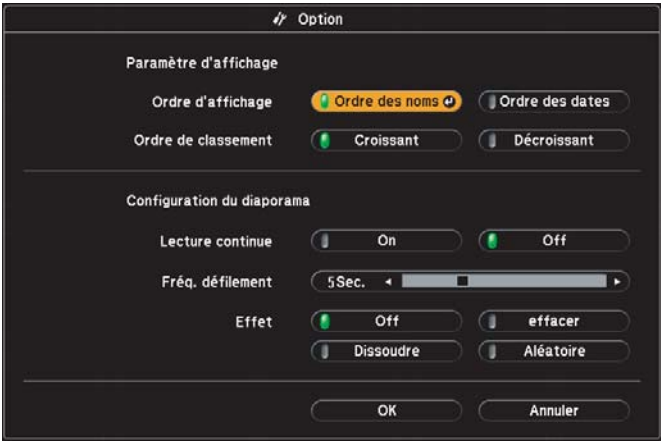 Option
Paramètre d'affichage
Ordre d'affichage Ordre des noms Ordre des dates
Ordre de classement Croissant Décroissant
Configuration du diaporama
Lecture continue On Off
Fréq. défilement 5Sec.
Effet Off effacer
Dissoudre Aléatoire
OK Annuler